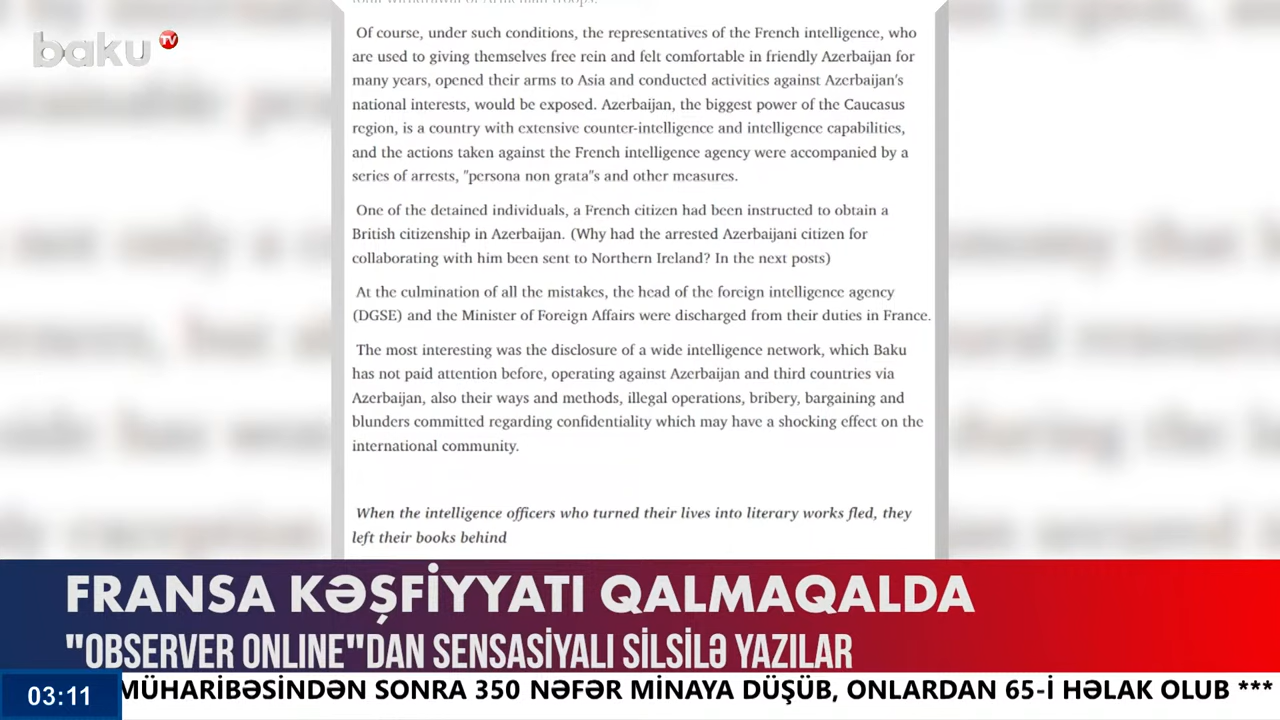 baku TV
total withdrawal of Armenian troops.
Of course, under such conditions, the representatives of the French intelligence, who
are used to giving themselves free rein and felt comfortable in friendly Azerbaijan for
many years, opened their arms to Asia and conducted activities against Azerbaijan's
national interests, would be exposed. Azerbaijan, the biggest power of the Caucasus
region, is a country with extensive counter-intelligence and intelligence capabilities,
and the actions taken against the French intelligence agency were accompanied by a
series of arrests, "persona non grata"s and other measures.
One of the detained individuals, a French citizen had been instructed to obtain a
British citizenship in Azerbaijan. (Why had the arrested Azerbaijani citizen for
collaborating with him been sent to Northern Ireland? In the next posts)
At the culmination of all the mistakes, the head of the foreign intelligence agency
(DGSE) and the Minister of Foreign Affairs were discharged from their duties in France.
The most interesting was the disclosure of a wide intelligence network, which Baku
has not paid attention before, operating against Azerbaijan and third countries via
Azerbaijan, also their ways and methods, illegal operations, bribery, bargaining and
blunders committed regarding confidentiality which may have a shocking effect on the
international community.
When the intelligence officers who turned their lives into literary works fled, they
left their books behind
FRANSA KƏŞFİYYATI QALMAQALDA
"OBSERVER ONLINE"DAN SENSASİYALI SİLSİLƏ YAZILAR
03:11 MÜHARİBƏSİNDƏN SONRA 350 NƏFƏR MİNAYA DÜŞÜB, ONLARDAN 65-İ HƏLAK OLUB ***